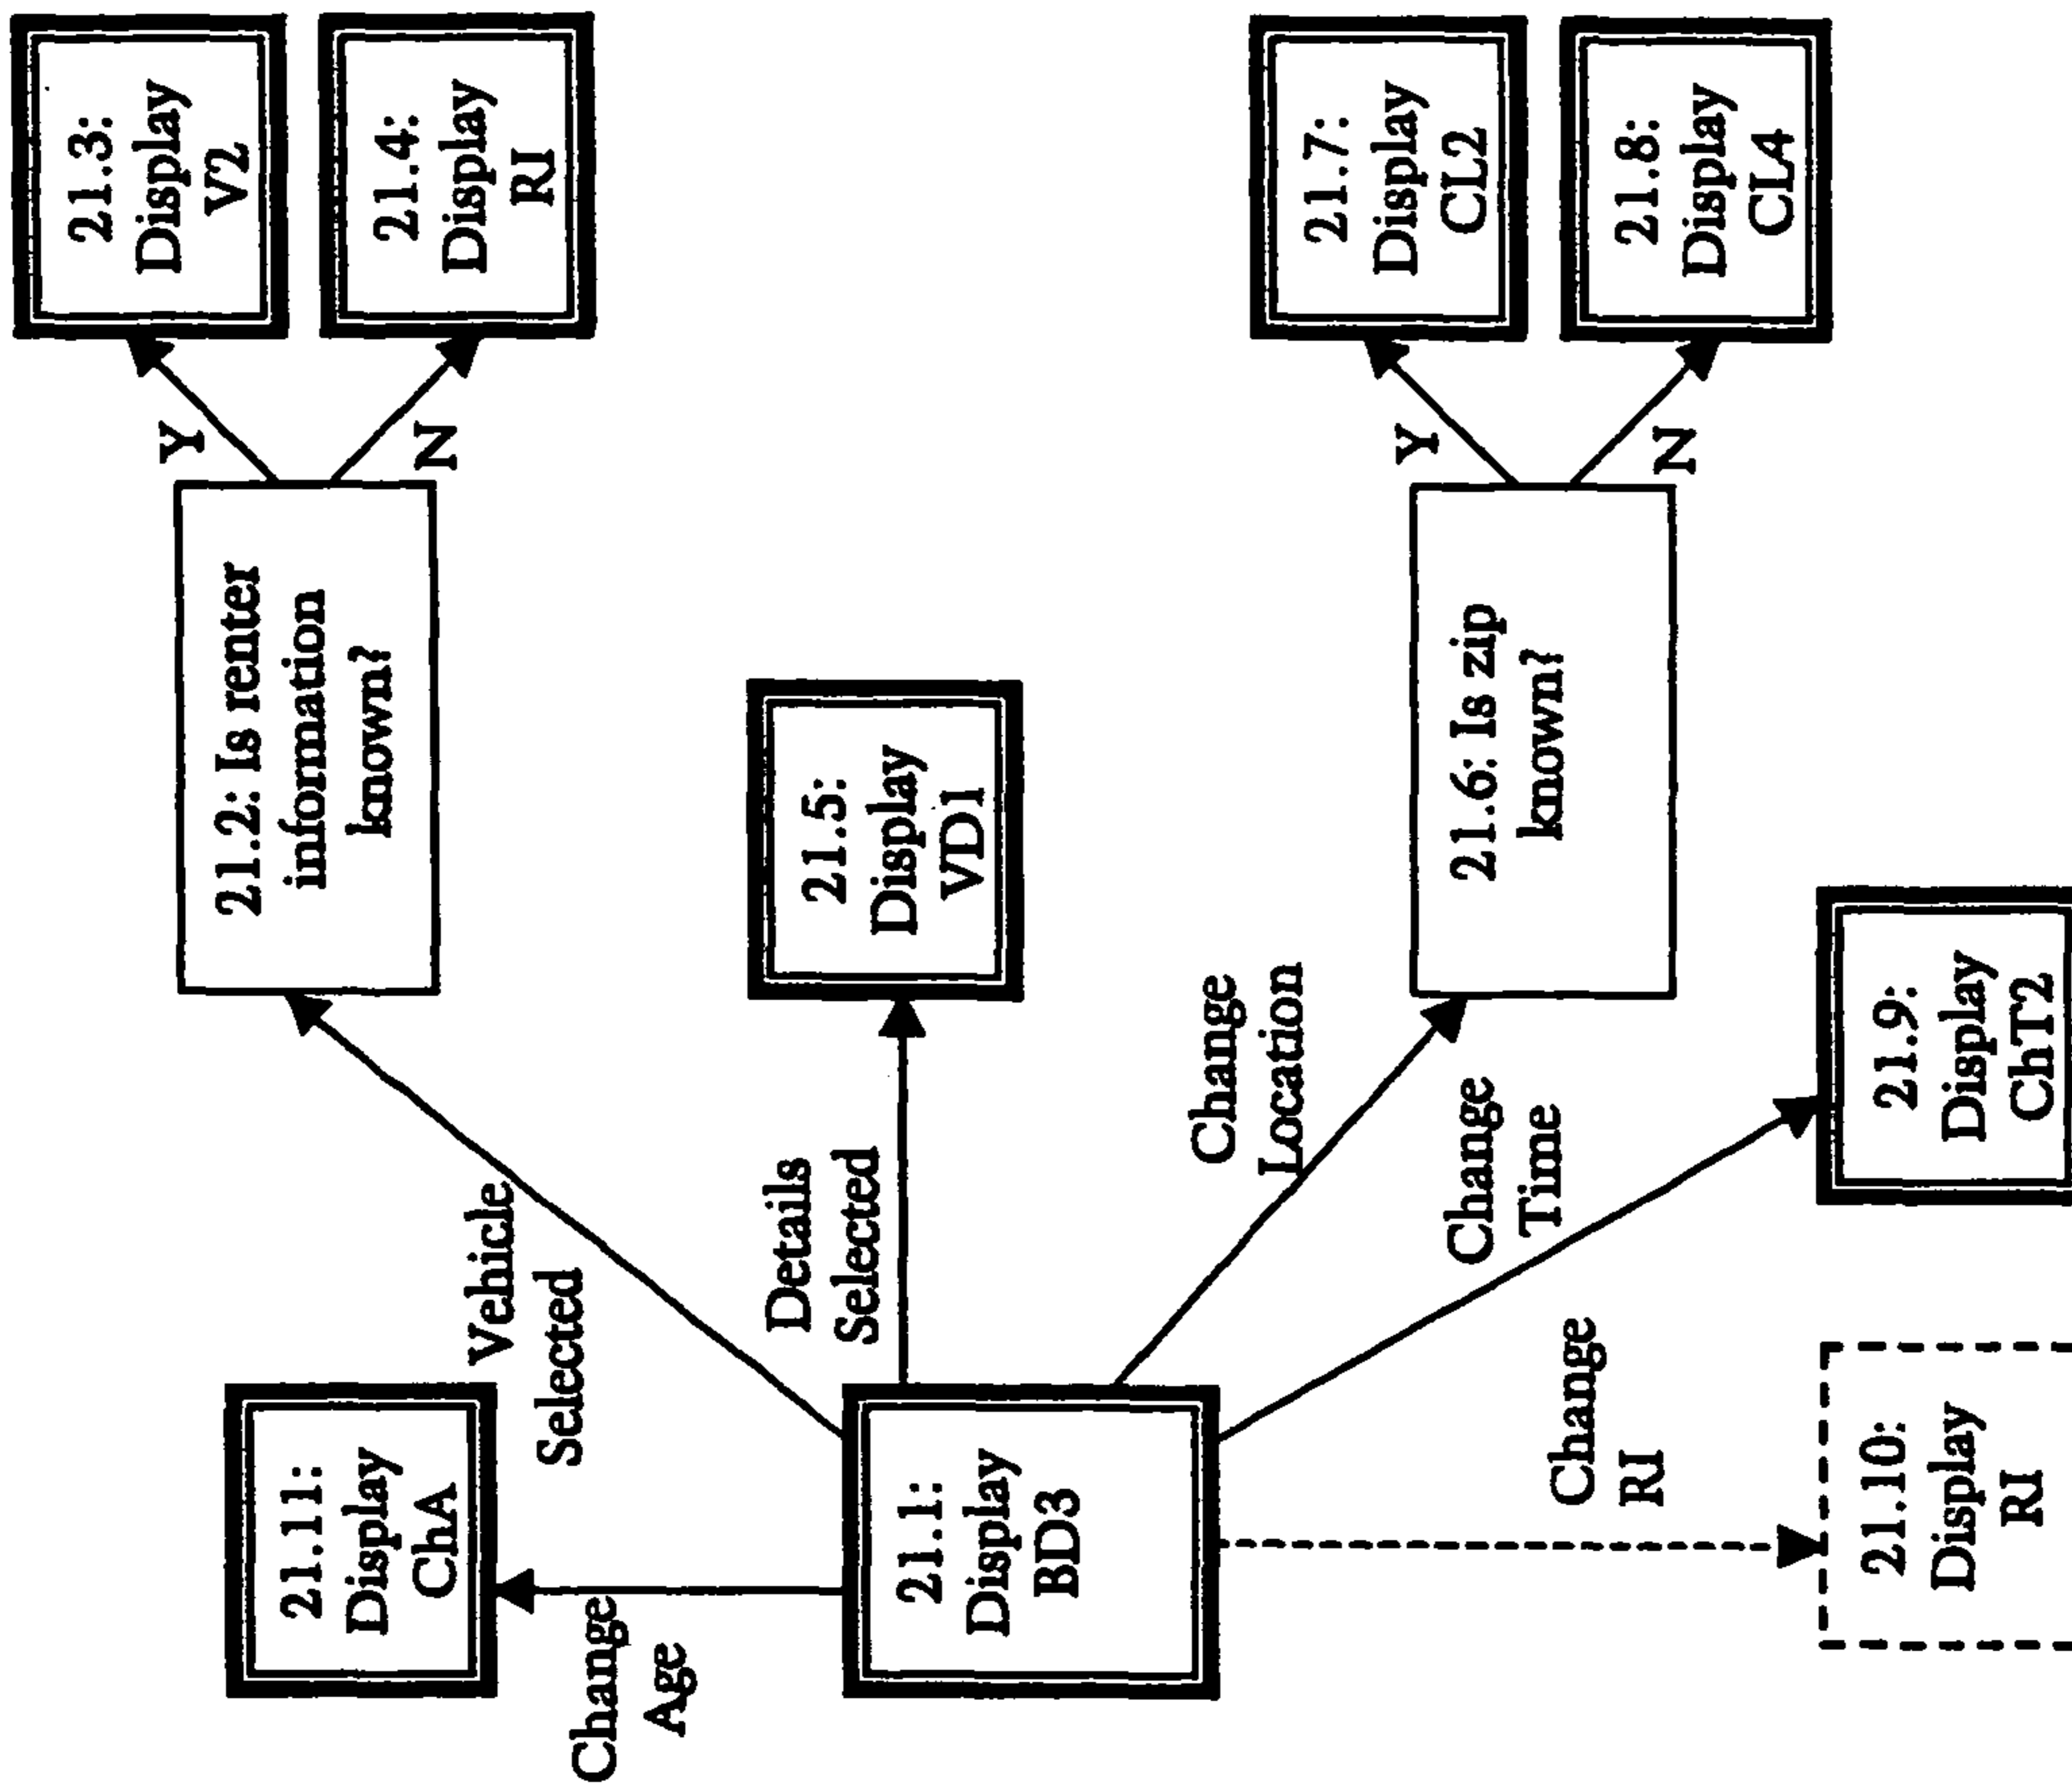 21.11:
Display
ChA
Change
Age
21.1:
Display
BD3
Vehicle
Selected
Details
Selected
Change
Location
Change
Time
Change
RI
21.10:
Display
RI
21.2: Is renter
information
known?
21.5:
Display
VD1
21.6: Is zip
known?
21.9:
Display
ChT2
Y
N
21.3:
Display
V2
21.4:
Display
RI
Y
N
21.7:
Display
CL2
21.8:
Display
CL4